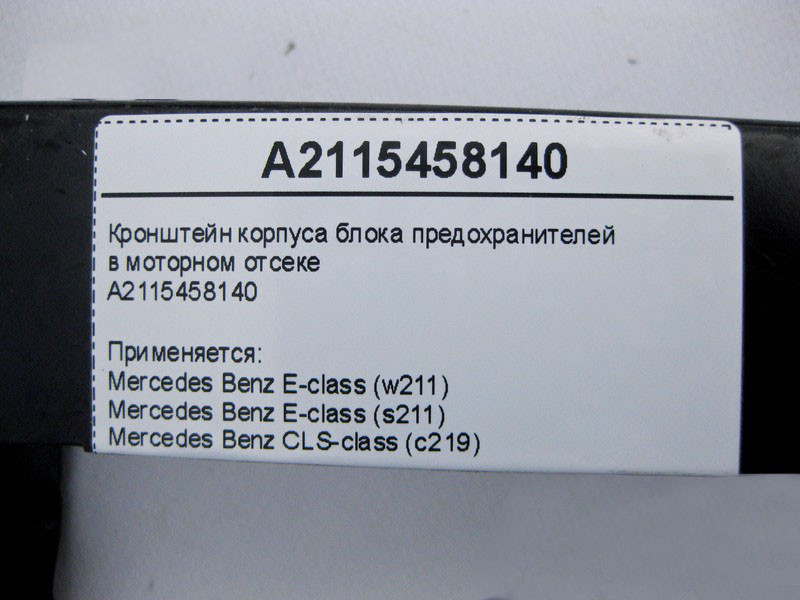 A2115458140
Кронштейн корпуса блока предохранителей
в моторном отсеке
A2115458140
Применяется:
Mercedes Benz E-class (w211)
Mercedes Benz E-class (s211)
Mercedes Benz CLS-class (c219)